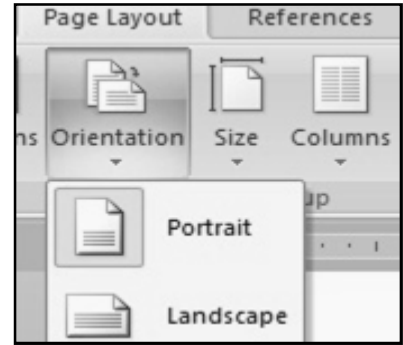 Page Layout References
ns Orientation Size Columns
up
Portrait
Landscape